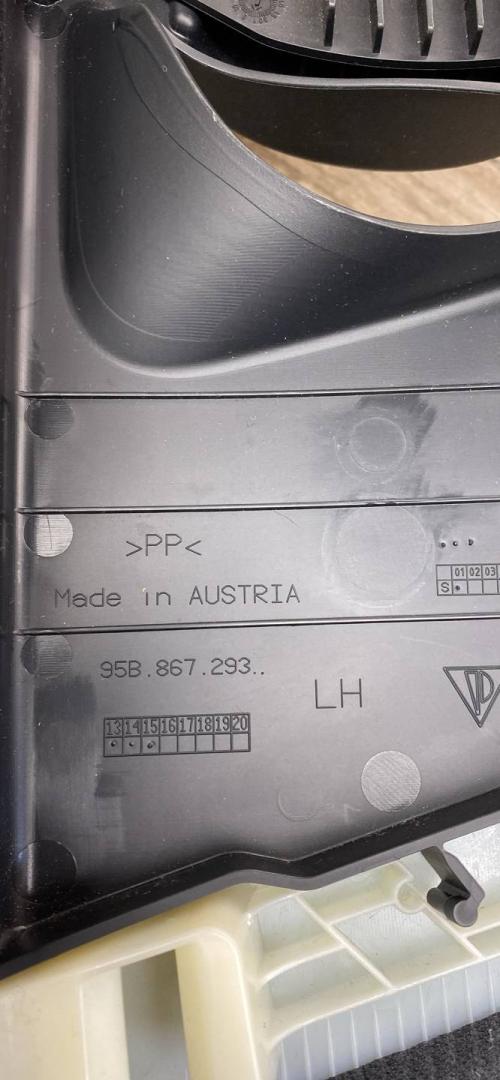 >PP<
Made in AUSTRIA
01 02 03
S
95B.867.293..
LH
13 14 15 16 17 18 19 20